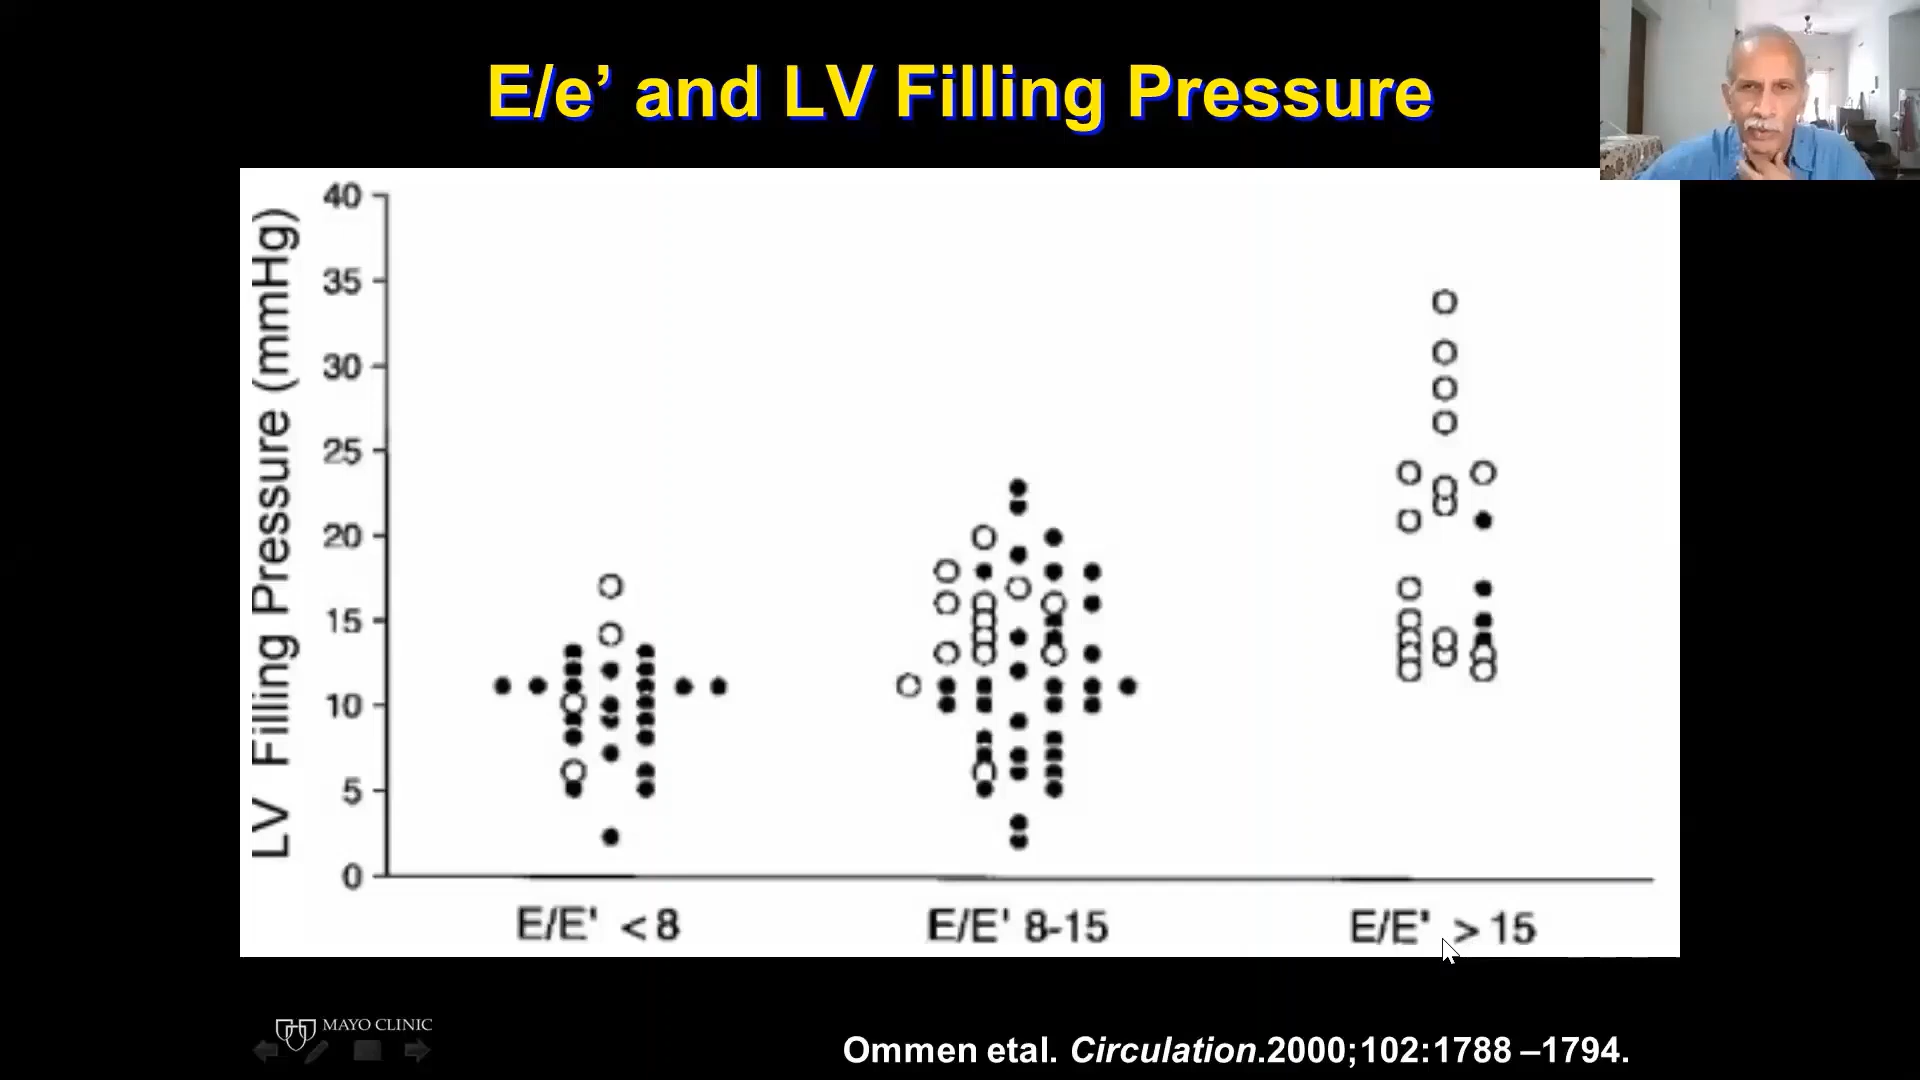 E/e’ and LV Filling Pressure
LV Filling Pressure (mmHg)
40
35
30
25
20
15
10
5
0
E/E' < 8
E/E' 8-15
E/E' > 15
MAYO CLINIC
Ommen etal. Circulation.2000;102:1788 –1794.